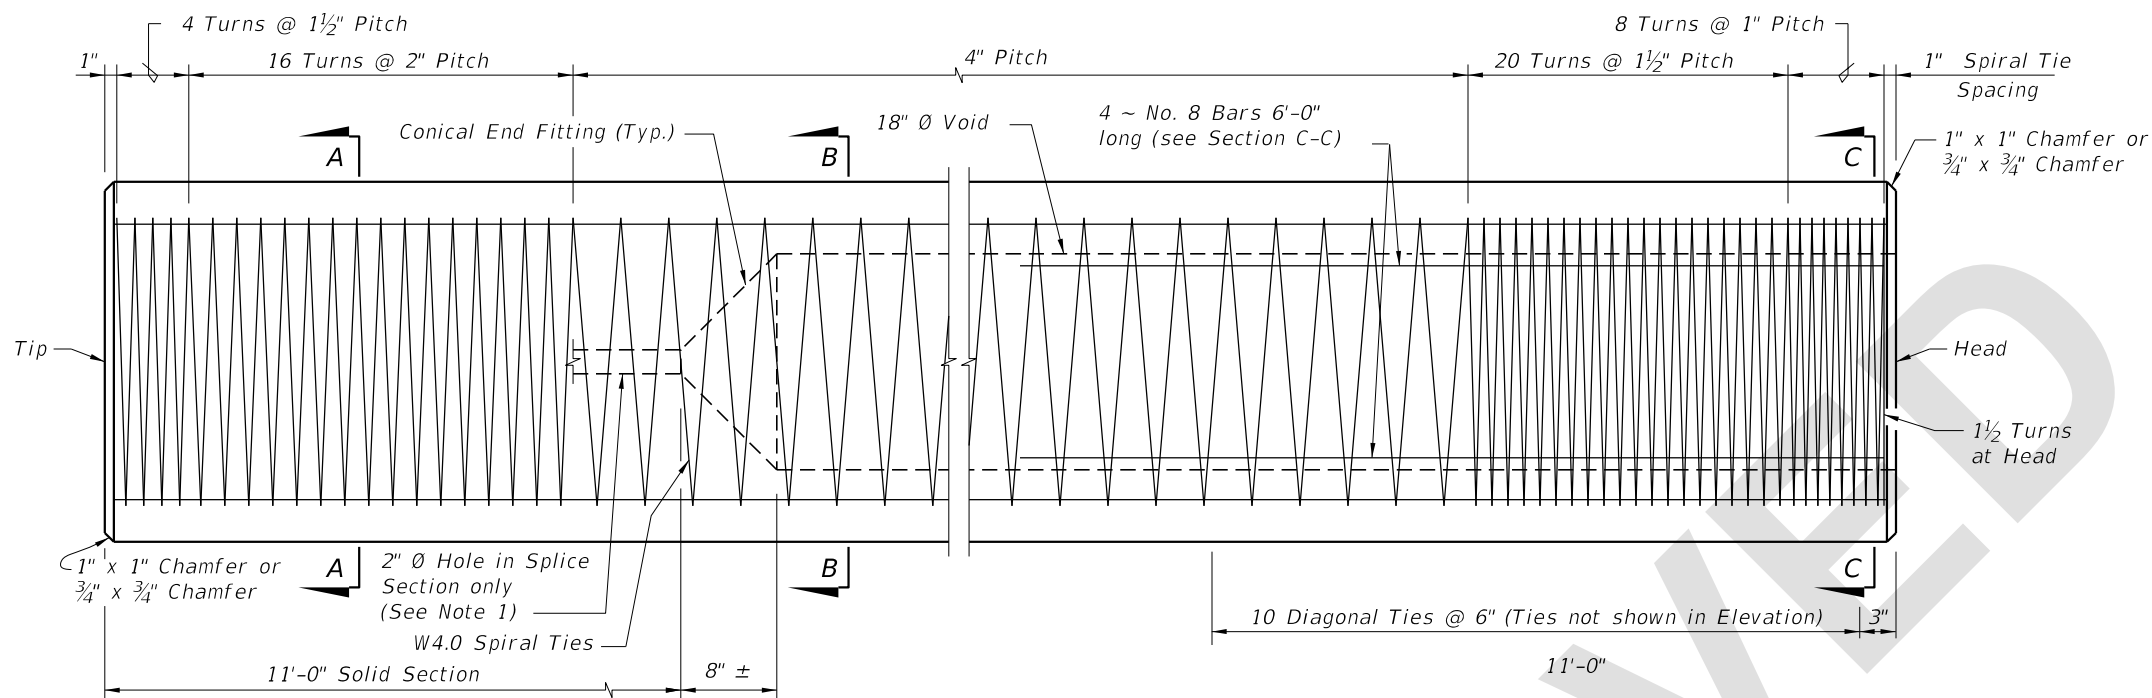 4 Turns @ 1½" Pitch
8 Turns @ 1" Pitch
1"
16 Turns @ 2" Pitch
4" Pitch
20 Turns @ 1½" Pitch
1" Spiral Tie
Spacing
Conical End Fitting (Typ.)
18" Ø Void
4 ~ No. 8 Bars 6'-0"
long (see Section C-C)
1" x 1" Chamfer or
¾" x ¾" Chamfer
A
B
C
Tip
Head
1½ Turns
at Head
1" x 1" Chamfer or
¾" x ¾" Chamfer
A
2" Ø Hole in Splice
Section only
(See Note 1)
B
C
W4.0 Spiral Ties
10 Diagonal Ties @ 6" (Ties not shown in Elevation)
3"
11'-0" Solid Section
8" ±
11'-0"